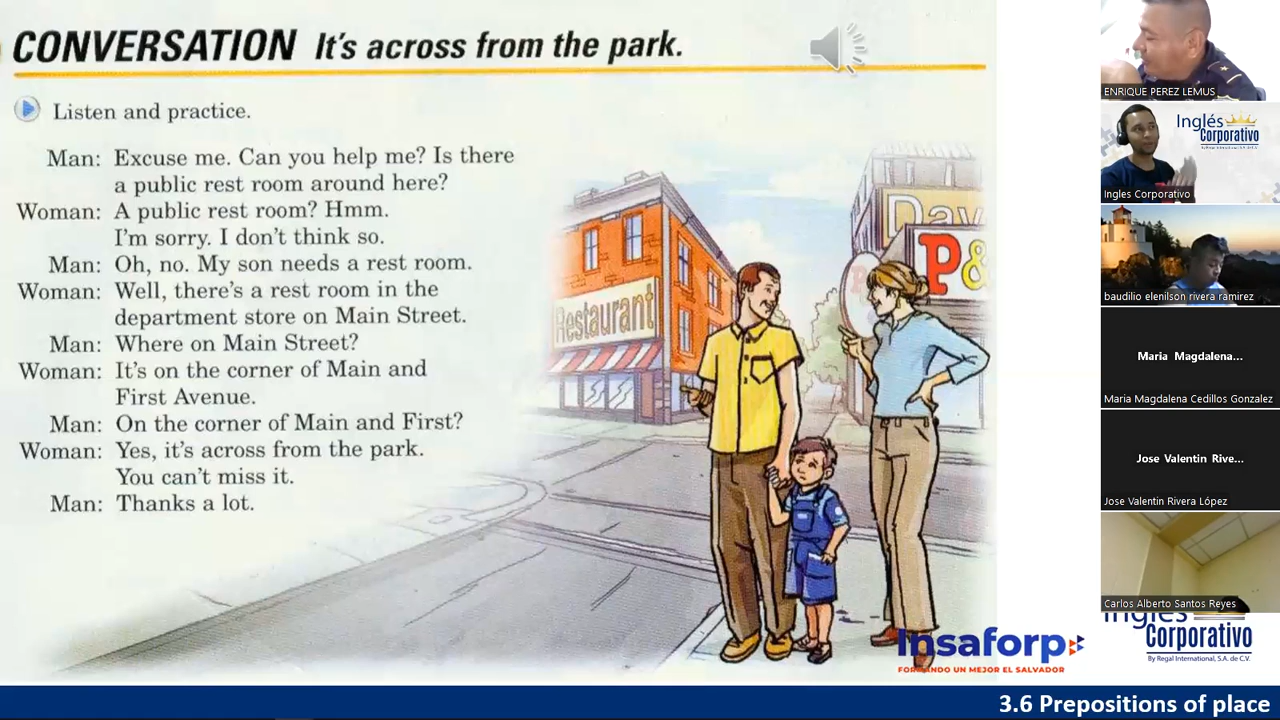 CONVERSATION It's across from the park.
Listen and practice.
Man: Excuse me. Can you help me? Is there
a public rest room around here?
Woman: A public rest room? Hmm.
I'm sorry. I don't think so.
Man: Oh, no. My son needs a rest room.
Woman: Well, there's a rest room in the
department store on Main Street.
Man: Where on Main Street?
Woman: It's on the corner of Main and
First Avenue.
Man: On the corner of Main and First?
Woman: Yes, it's across from the park.
You can't miss it.
Man: Thanks a lot.
Restaurant
Dav
P&
P
Insaforp
FORMANDO UN MEJOR EL SALVADOR
3.6 Prepositions of place
ENRIQUE PEREZ LEMUS
Inglés
Corporativo
By Regal International, S.A. de C.V.
Ingles Corporativo
baudilio elenilson rivera ramirez
Maria Magdalena...
Maria Magdalena Cedillos Gonzalez
Jose Valentin Rive...
Jose Valentin Rivera López
Carlos Alberto Santos Reyes
Inglés
Corporativo
By Regal International, S.A. de C.V.